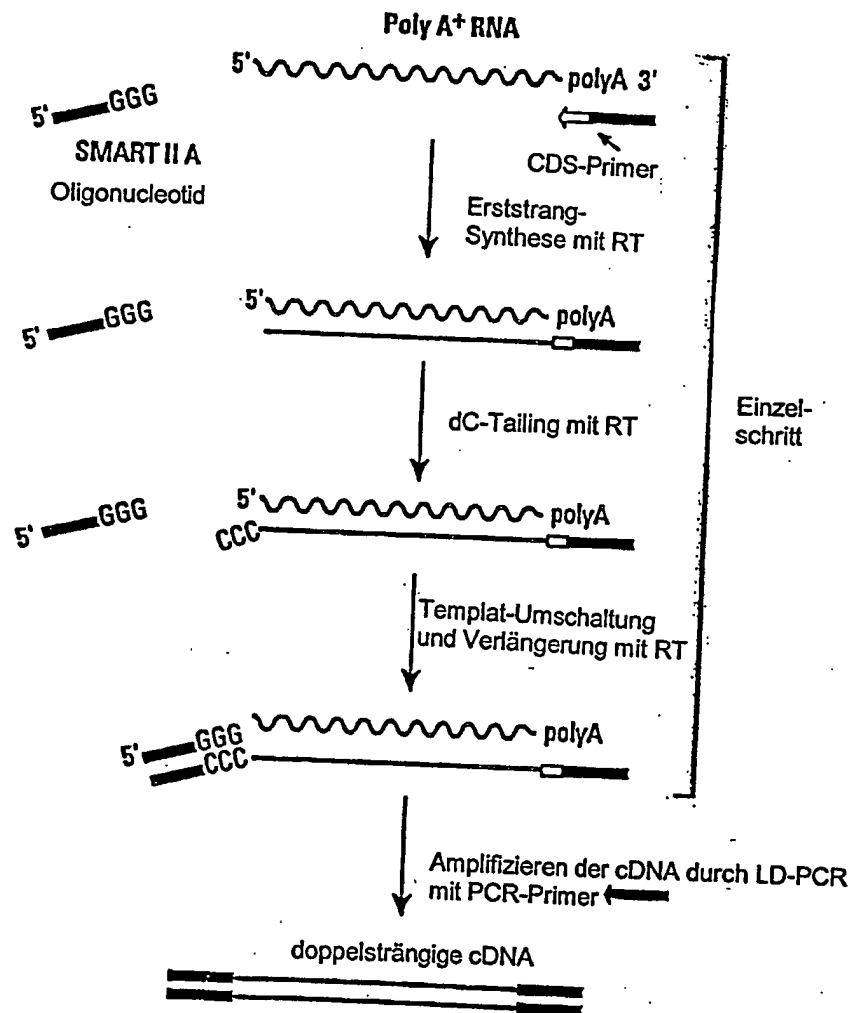 Poly A+ RNA
5' polyA 3'
5' GGG
SMART II A
Oligonucleotid
CDS-Primer
Erststrang-
Synthese mit RT
5' polyA
5' GGG
dC-Tailing mit RT
Einzel-
schritt
5' polyA
5' GGG
CCC
Templat-Umschaltung
und Verlängerung mit RT
5' GGG polyA
CCC
Amplifizieren der cDNA durch LD-PCR
mit PCR-Primer
doppelsträngige cDNA